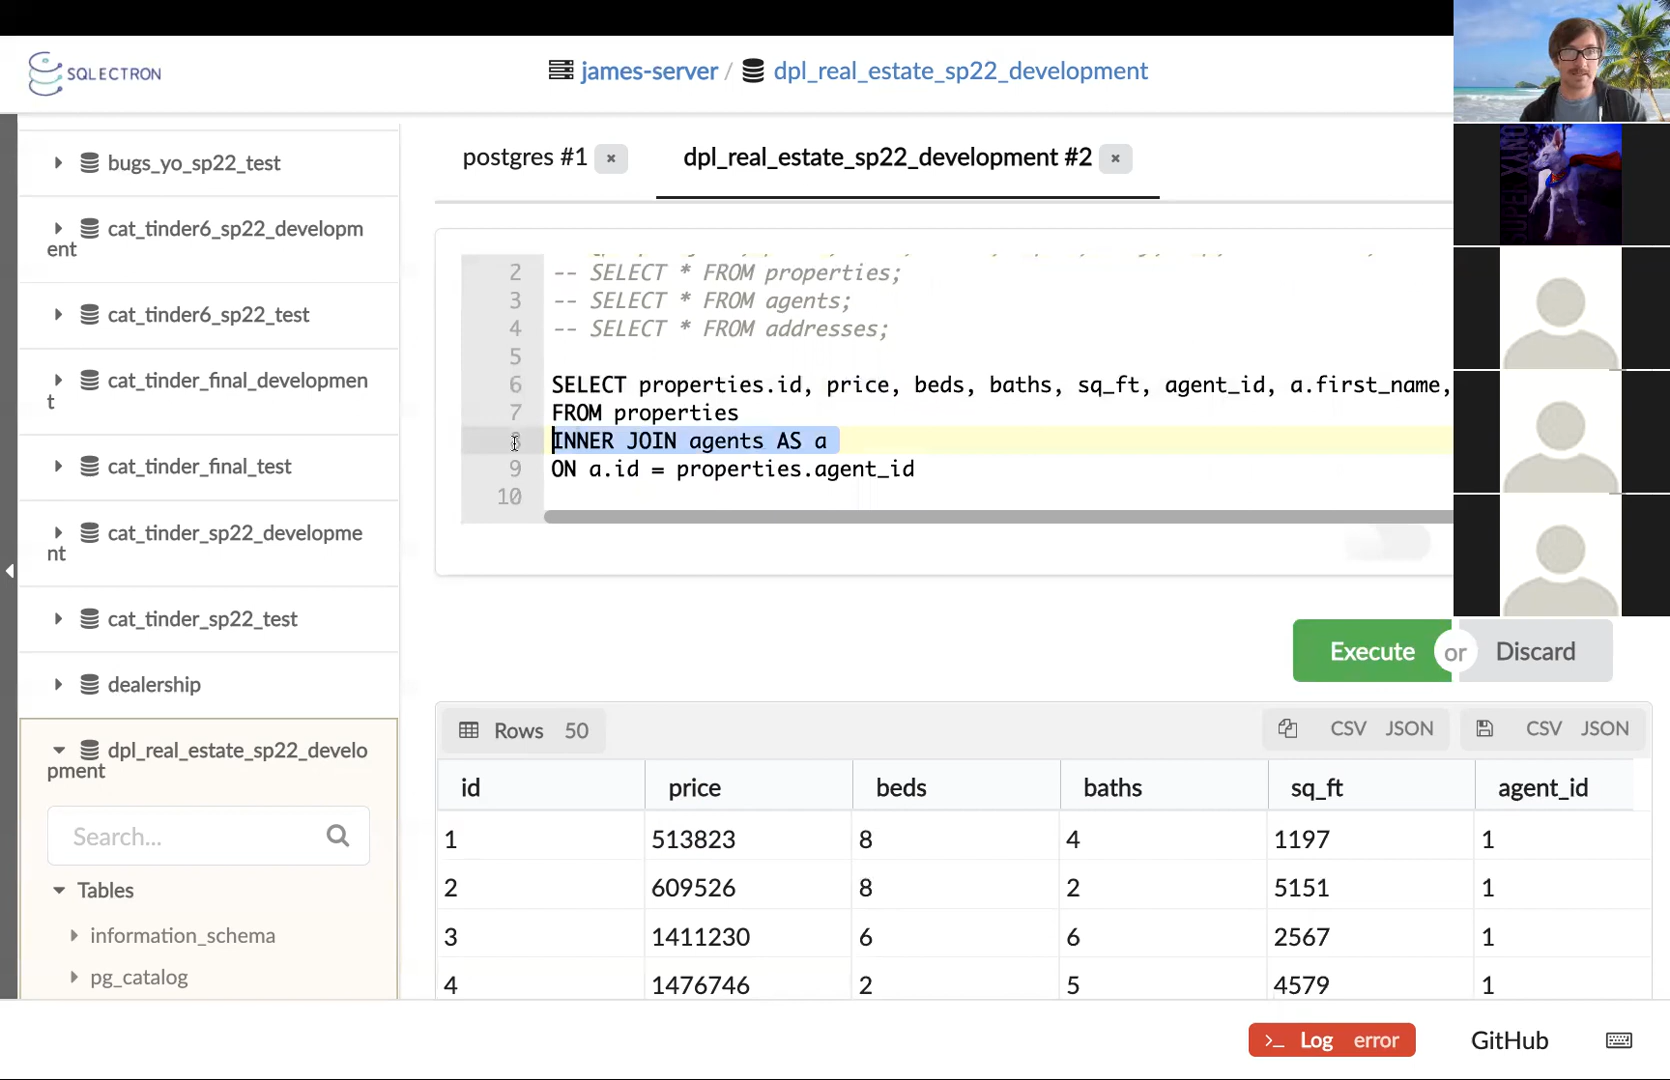 SQLECTRON
james-server / dpl_real_estate_sp22_development
bugs_yo_sp22_test
cat_tinder6_sp22_developm
ent
cat_tinder6_sp22_test
cat_tinder_final_developmen
t
cat_tinder_final_test
cat_tinder_sp22_developme
nt
cat_tinder_sp22_test
dealership
dpl_real_estate_sp22_develo
pment
Search...
Tables
information_schema
pg_catalog
postgres #1 ×
dpl_real_estate_sp22_development #2 ×
2 -- SELECT * FROM properties;
3 -- SELECT * FROM agents;
4 -- SELECT * FROM addresses;
5
6 SELECT properties.id, price, beds, baths, sq_ft, agent_id, a.first_name,
7 FROM properties
8 INNER JOIN agents AS a
9 ON a.id = properties.agent_id
10
Execute or Discard
Rows 50 CSV JSON CSV JSON
id price beds baths sq_ft agent_id
1 513823 8 4 1197 1
2 609526 8 2 5151 1
3 1411230 6 6 2567 1
4 1476746 2 5 4579 1
>_ Log error GitHub